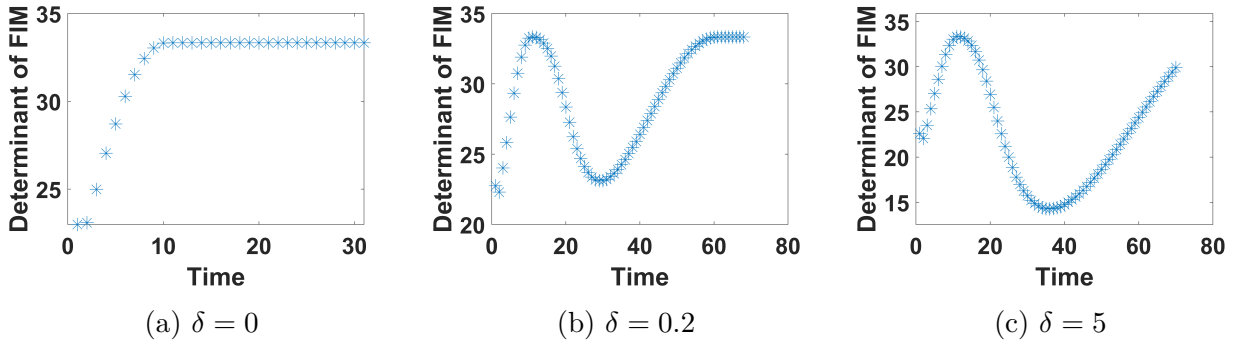 35
30
25
0 10 20 30
Determinant of FIM
Time
(a) δ = 0
35
30
25
20
0 20 40 60 80
Determinant of FIM
Time
(b) δ = 0.2
35
30
25
20
15
0 20 40 60 80
Determinant of FIM
Time
(c) δ = 5